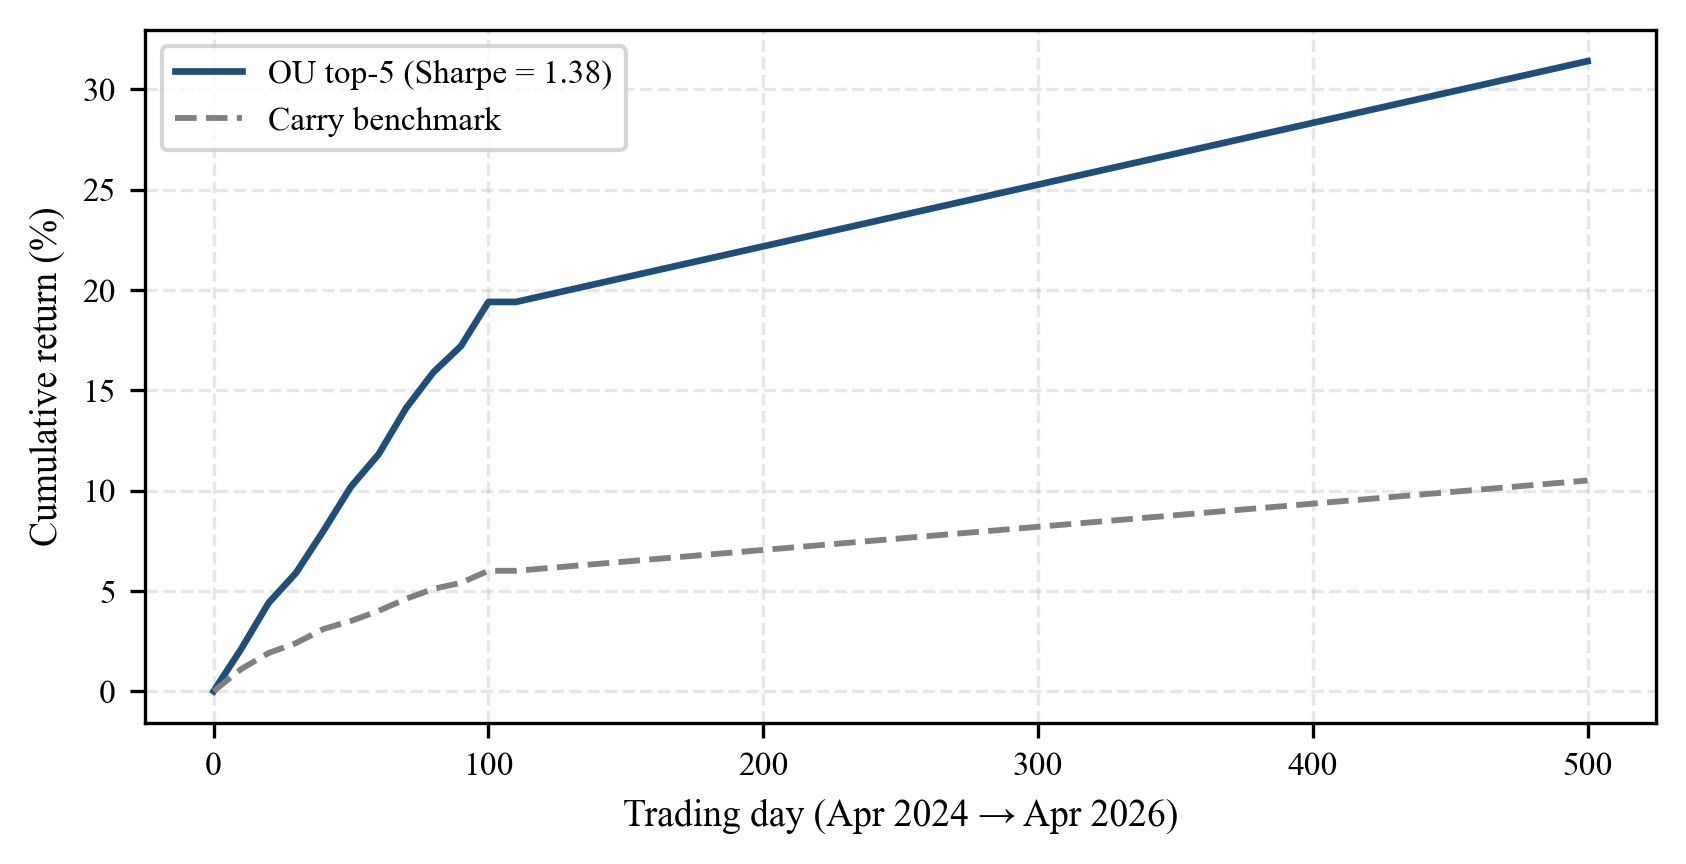 OU top-5 (Sharpe = 1.38)
Carry benchmark
Cumulative return (%)
30
25
20
15
10
5
0
0 100 200 300 400 500
Trading day (Apr 2024 → Apr 2026)